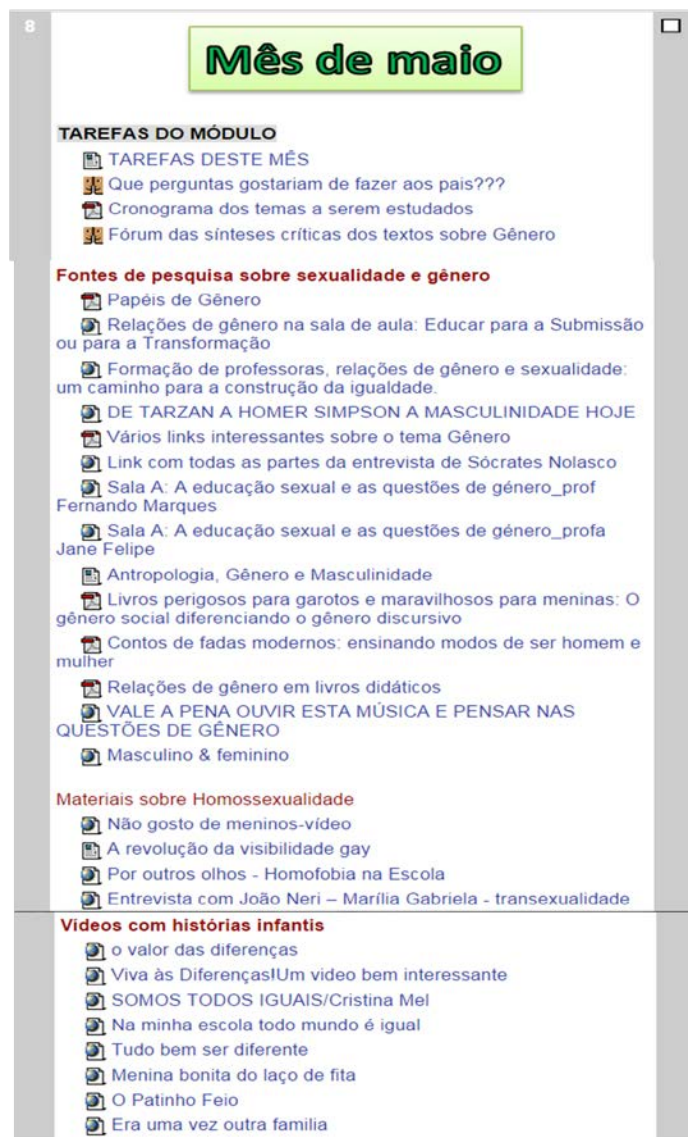 8
Mês de maio
TAREFAS DO MÓDULO
TAREFAS DESTE MÊS
Que perguntas gostariam de fazer aos pais???
Cronograma dos temas a serem estudados
Fórum das sínteses críticas dos textos sobre Gênero
Fontes de pesquisa sobre sexualidade e gênero
Papéis de Gênero
Relações de gênero na sala de aula: Educar para a Submissão
ou para a Transformação
Formação de professoras, relações de gênero e sexualidade:
um caminho para a construção da igualdade.
DE TARZAN A HOMER SIMPSON A MASCULINIDADE HOJE
Vários links interessantes sobre o tema Gênero
Link com todas as partes da entrevista de Sócrates Nolasco
Sala A: A educação sexual e as questões de género_prof
Fernando Marques
Sala A: A educação sexual e as questões de género_profa
Jane Felipe
Antropologia, Gênero e Masculinidade
Livros perigosos para garotos e maravilhosos para meninas: O
gênero social diferenciando o gênero discursivo
Contos de fadas modernos: ensinando modos de ser homem e
mulher
Relações de gênero em livros didáticos
VALE A PENA OUVIR ESTA MÚSICA E PENSAR NAS
QUESTÕES DE GÊNERO
Masculino & feminino
Materiais sobre Homossexualidade
Não gosto de meninos-vídeo
A revolução da visibilidade gay
Por outros olhos - Homofobia na Escola
Entrevista com João Neri – Marília Gabriela - transexualidade
Vídeos com histórias infantis
o valor das diferenças
Viva às Diferenças!Um video bem interessante
SOMOS TODOS IGUAIS/Cristina Mel
Na minha escola todo mundo é igual
Tudo bem ser diferente
Menina bonita do laço de fita
O Patinho Feio
Era uma vez outra familia